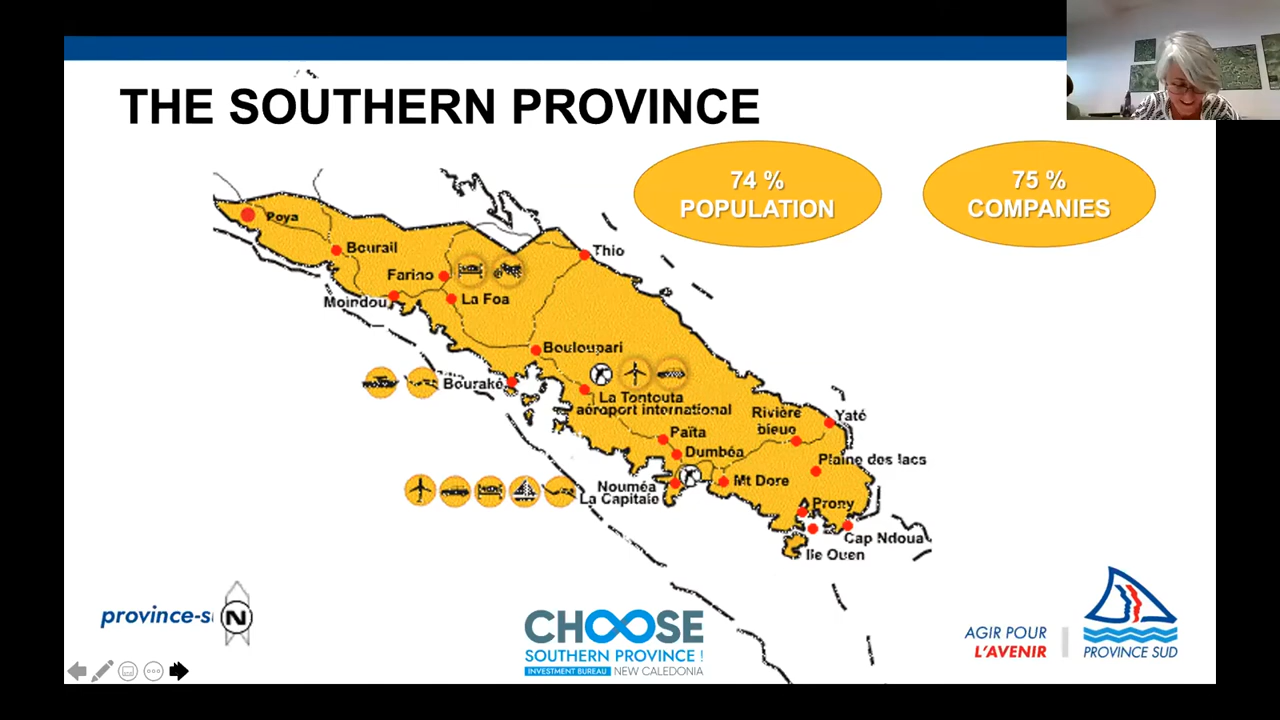 THE SOUTHERN PROVINCE
74 %
POPULATION
75 %
COMPANIES
Poya
Bourail
Thio
Farino
Moindou
La Foa
Bouloupari
Bouraké
La Tontouta
aéroport international
Rivière
bleue
Yaté
Païta
Dumbéa
Plaine des lacs
Mt Dore
Nouméa
La Capitale
Prony
Cap Ndoua
Ile Ouen
province-s
N
CHOOSE
SOUTHERN PROVINCE !
INVESTMENT BUREAU NEW CALEDONIA
AGIR POUR
L'AVENIR
PROVINCE SUD